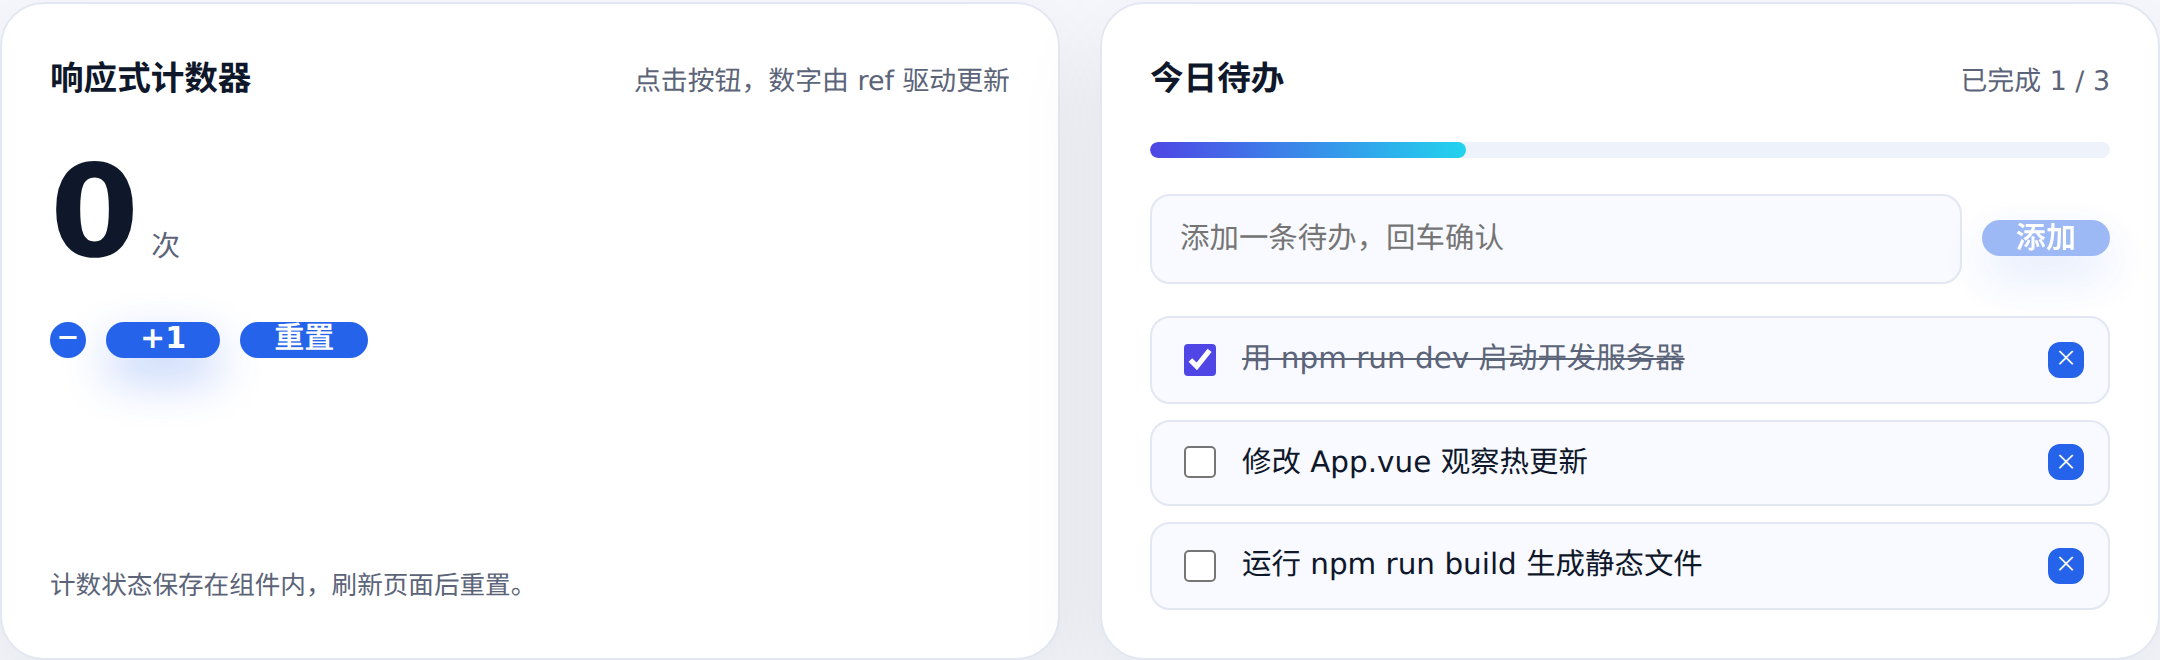 响应式计数器
点击按钮，数字由 ref 驱动更新
0 次
− +1 重置
计数状态保存在组件内，刷新页面后重置。
今日待办
已完成 1 / 3
添加一条待办，回车确认
添加
用 npm run dev 启动开发服务器 ×
修改 App.vue 观察热更新 ×
运行 npm run build 生成静态文件 ×